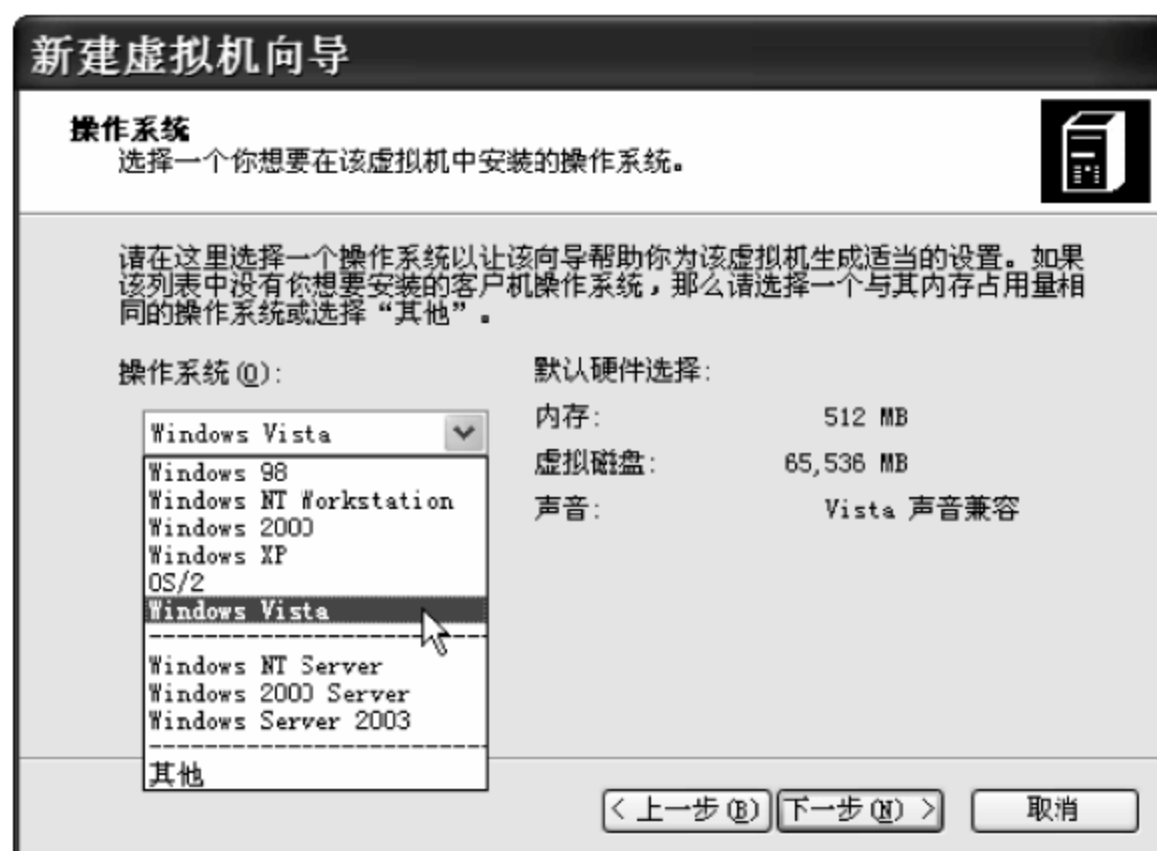 新建虚拟机向导
操作系统
选择一个你想要在该虚拟机中安装的操作系统。
请在这里选择一个操作系统以让该向导帮助你为该虚拟机生成适当的设置。如果
该列表中没有你想要安装的客户机操作系统，那么请选择一个与其内存占用量相
同的操作系统或选择“其他”。
操作系统(O):
默认硬件选择:
Windows Vista
内存: 512 MB
虚拟磁盘: 65,536 MB
声音: Vista 声音兼容
Windows 98
Windows NT Workstation
Windows 2000
Windows XP
OS/2
Windows Vista
Windows NT Server
Windows 2000 Server
Windows Server 2003
其他
< 上一步(B) 下一步(N) > 取消